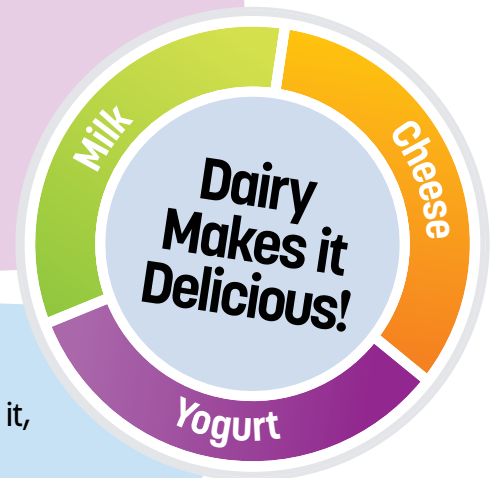 Milk
Cheese
Dairy
Makes it
Delicious!
Yogurt
it,